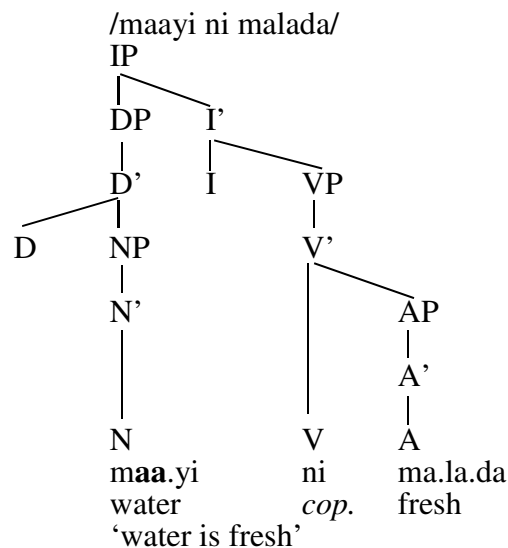 /maayi ni malada/
IP
DP I’
D’ I VP
D NP V’
N’ AP
A’
N V A
maa.yi ni ma.la.da
water cop. fresh
‘water is fresh’